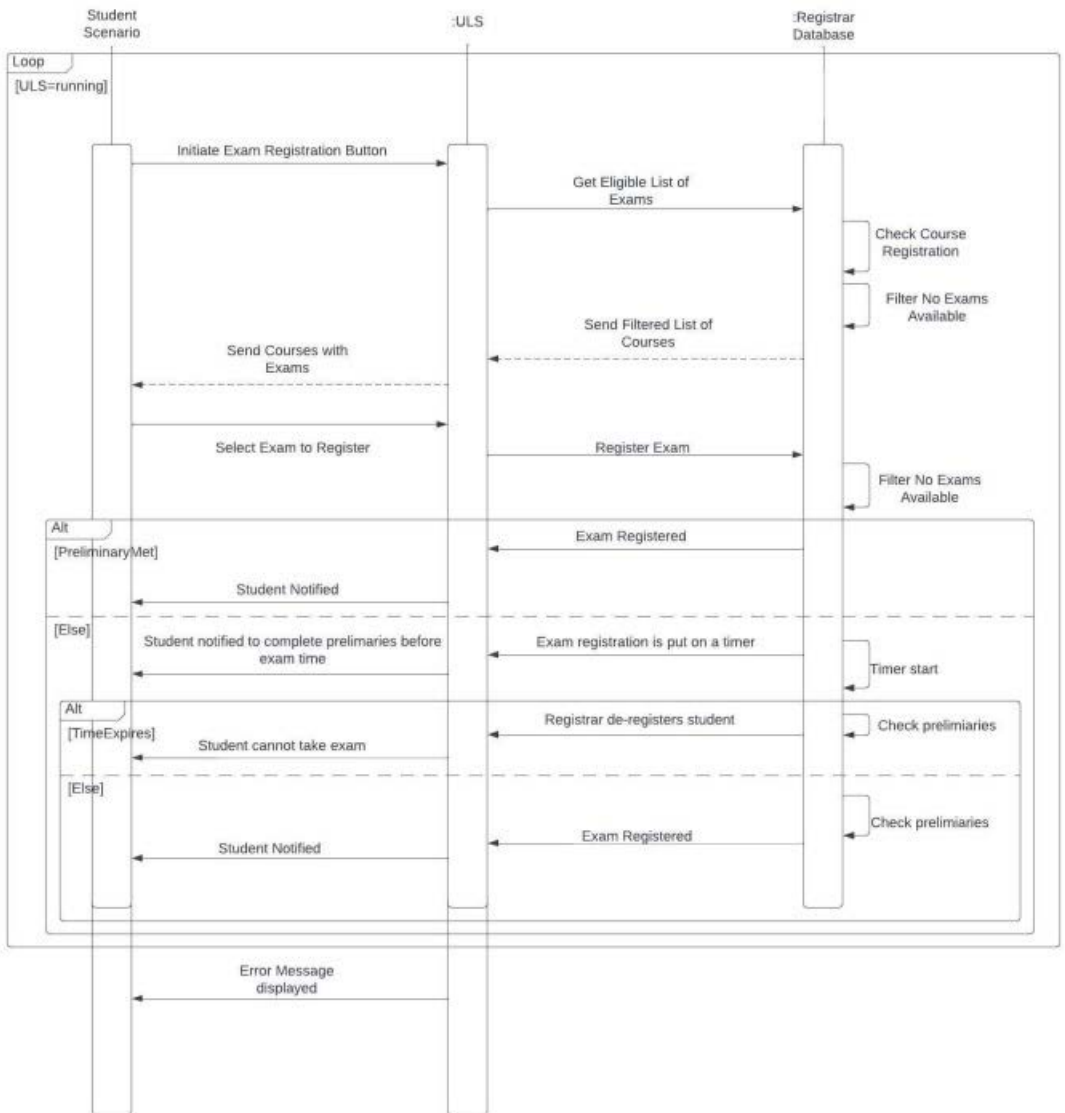 Student
Scenario
:ULS
:Registrar
Database
Loop
[ULS=running]
Initiate Exam Registration Button
Get Eligible List of
Exams
Check Course
Registration
Filter No Exams
Available
Send Filtered List of
Courses
Send Courses with
Exams
Select Exam to Register
Register Exam
Filter No Exams
Available
Alt
[PreliminaryMet]
Exam Registered
Student Notified
[Else]
Student notified to complete prelimaries before
exam time
Exam registration is put on a timer
Timer start
Alt
[TimeExpires]
Registrar de-registers student
Check prelimiaries
Student cannot take exam
[Else]
Check prelimiaries
Exam Registered
Student Notified
Error Message
displayed